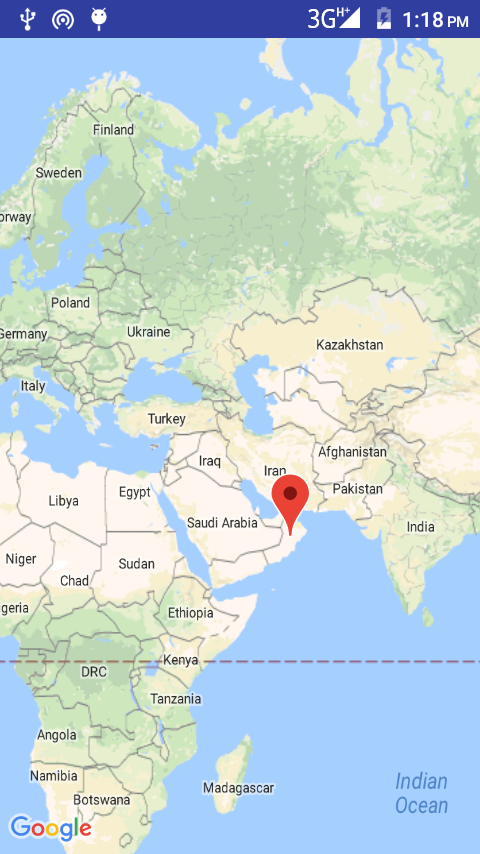 3G H+ 1:18 PM
Finland
Sweden
orway
Poland
Germany
Ukraine
Kazakhstan
Italy
Turkey
Afghanistan
Iraq
Iran
Pakistan
Egypt
Libya
Saudi Arabia
India
Niger
Sudan
Chad
geria
Ethiopia
Kenya
DRC
Tanzania
Angola
Namibia
Madagascar
Indian
Ocean
Botswana
Google